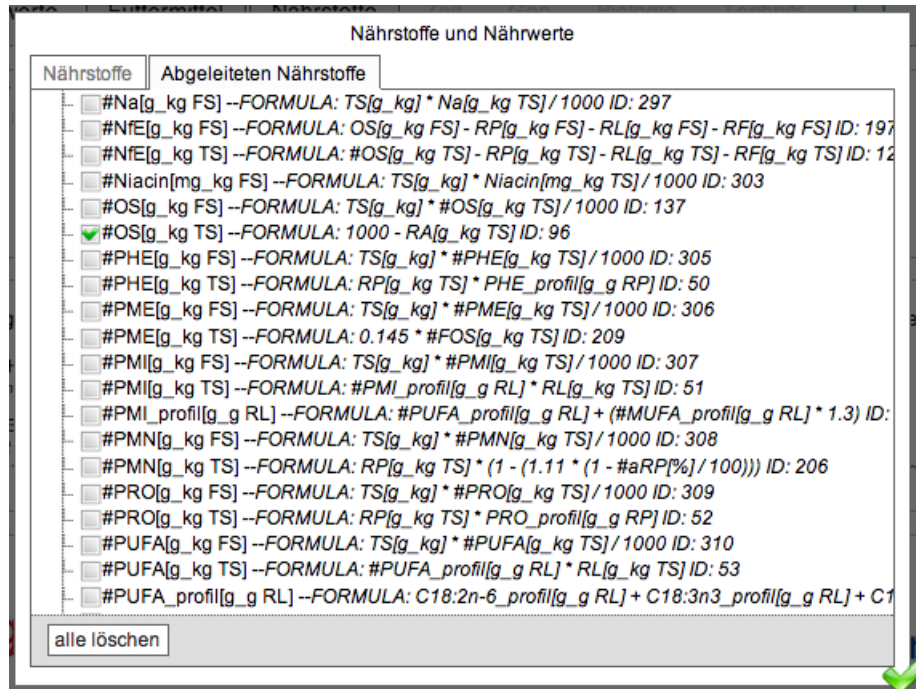 Nährstoffe und Nährwerte
Nährstoffe Abgeleiteten Nährstoffe
#Na[g_kg FS] --FORMULA: TS[g_kg] * Na[g_kg TS] / 1000 ID: 297
#NfE[g_kg FS] --FORMULA: OS[g_kg FS] - RP[g_kg FS] - RL[g_kg FS] - RF[g_kg FS] ID: 197
#NfE[g_kg TS] --FORMULA: #OS[g_kg TS] - RP[g_kg TS] - RL[g_kg TS] - RF[g_kg TS] ID: 12
#Niacin[mg_kg FS] --FORMULA: TS[g_kg] * Niacin[mg_kg TS] / 1000 ID: 303
#OS[g_kg FS] --FORMULA: TS[g_kg] * #OS[g_kg TS] / 1000 ID: 137
#OS[g_kg TS] --FORMULA: 1000 - RA[g_kg TS] ID: 96
#PHE[g_kg FS] --FORMULA: TS[g_kg] * #PHE[g_kg TS] / 1000 ID: 305
#PHE[g_kg TS] --FORMULA: RP[g_kg TS] * PHE_profil[g_g RP] ID: 50
#PME[g_kg FS] --FORMULA: TS[g_kg] * #PME[g_kg TS] / 1000 ID: 306
#PME[g_kg TS] --FORMULA: 0.145 * #FOS[g_kg TS] ID: 209
#PMI[g_kg FS] --FORMULA: TS[g_kg] * #PMI[g_kg TS] / 1000 ID: 307
#PMI[g_kg TS] --FORMULA: #PMI_profil[g_g RL] * RL[g_kg TS] ID: 51
#PMI_profil[g_g RL] --FORMULA: #PUFA_profil[g_g RL] + (#MUFA_profil[g_g RL] * 1.3) ID:
#PMN[g_kg FS] --FORMULA: TS[g_kg] * #PMN[g_kg TS] / 1000 ID: 308
#PMN[g_kg TS] --FORMULA: RP[g_kg TS] * (1 - (1.11 * (1 - #aRP[%] / 100))) ID: 206
#PRO[g_kg FS] --FORMULA: TS[g_kg] * #PRO[g_kg TS] / 1000 ID: 309
#PRO[g_kg TS] --FORMULA: RP[g_kg TS] * PRO_profil[g_g RP] ID: 52
#PUFA[g_kg FS] --FORMULA: TS[g_kg] * #PUFA[g_kg TS] / 1000 ID: 310
#PUFA[g_kg TS] --FORMULA: #PUFA_profil[g_g RL] * RL[g_kg TS] ID: 53
#PUFA_profil[g_g RL] --FORMULA: C18:2n-6_profil[g_g RL] + C18:3n3_profil[g_g RL] + C1
alle löschen